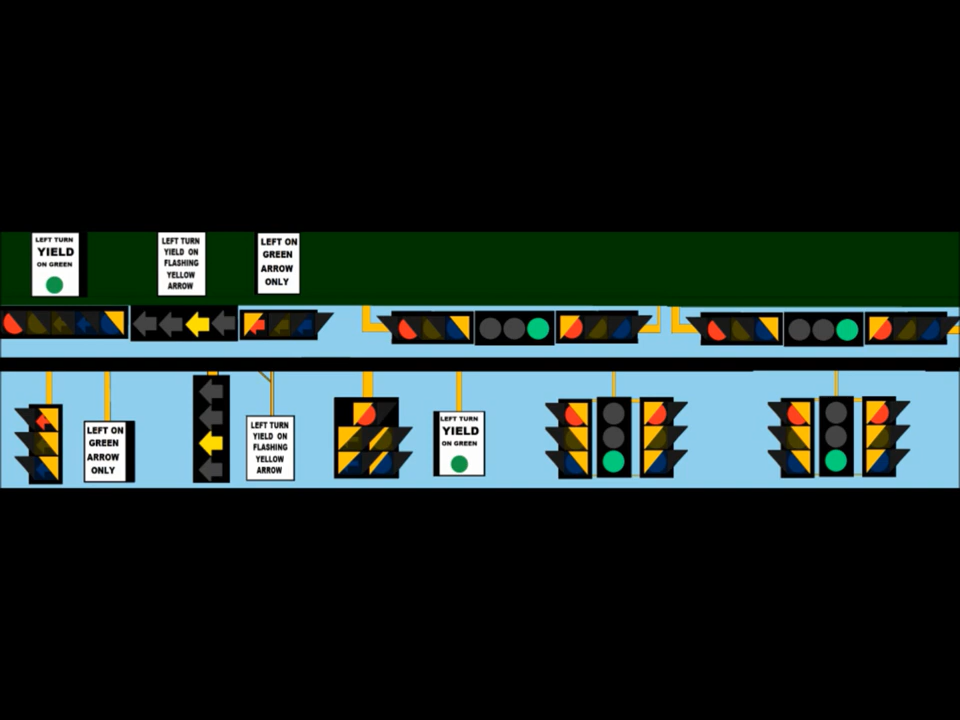 LEFT TURN
YIELD
ON GREEN
LEFT TURN
YIELD ON
FLASHING
YELLOW
ARROW
LEFT ON
GREEN
ARROW
ONLY
LEFT ON
GREEN
ARROW
ONLY
LEFT TURN
YIELD ON
FLASHING
YELLOW
ARROW
LEFT TURN
YIELD
ON GREEN